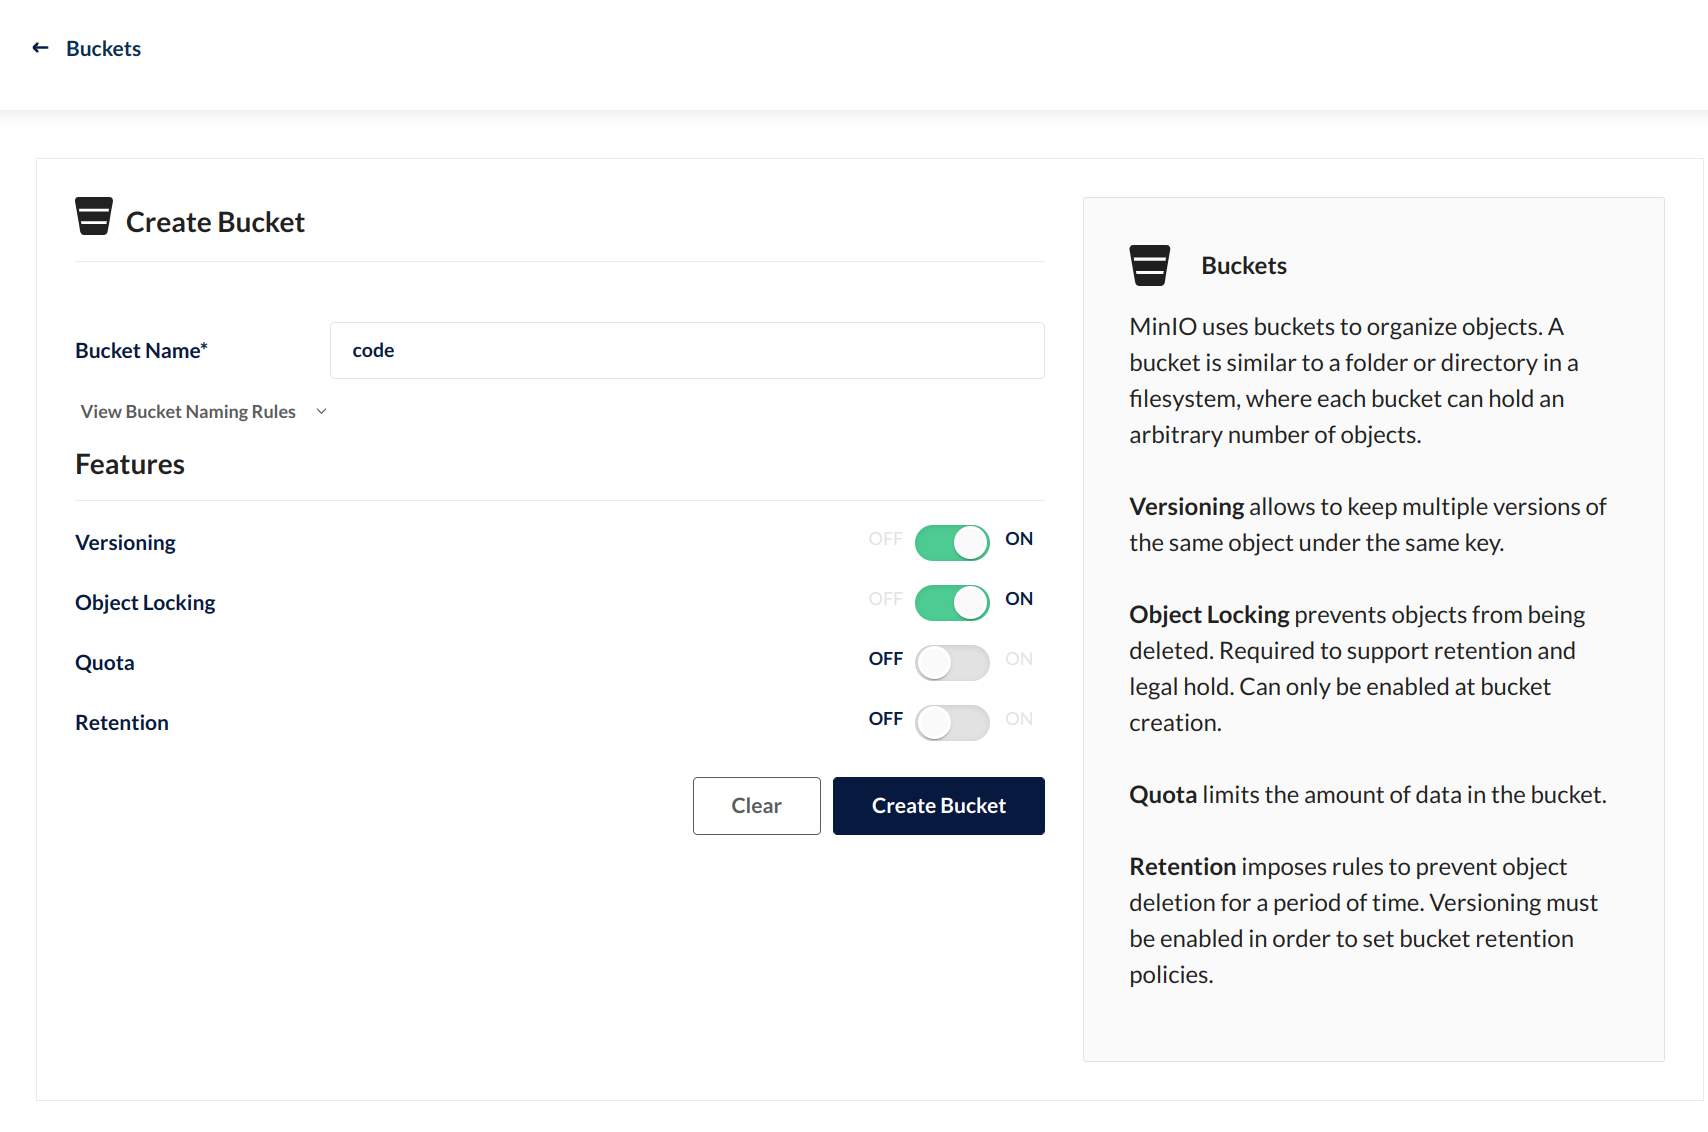 Buckets
Create Bucket
Bucket Name*
code
View Bucket Naming Rules
Features
Versioning
OFF ON
Object Locking
OFF ON
Quota
OFF ON
Retention
OFF ON
Clear
Create Bucket
Buckets
MinIO uses buckets to organize objects. A
bucket is similar to a folder or directory in a
filesystem, where each bucket can hold an
arbitrary number of objects.
Versioning allows to keep multiple versions of
the same object under the same key.
Object Locking prevents objects from being
deleted. Required to support retention and
legal hold. Can only be enabled at bucket
creation.
Quota limits the amount of data in the bucket.
Retention imposes rules to prevent object
deletion for a period of time. Versioning must
be enabled in order to set bucket retention
policies.